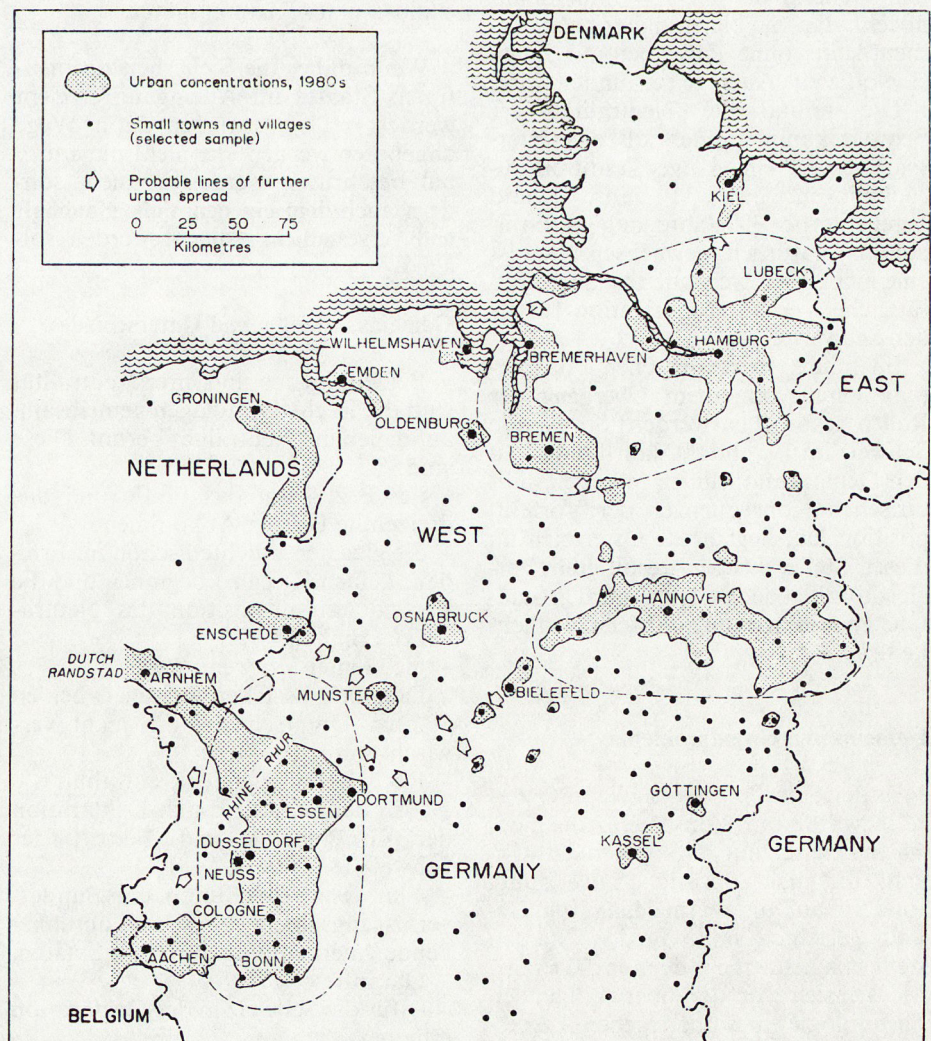 Urban concentrations, 1980s
Small towns and villages
(selected sample)
Probable lines of further
urban spread
0 25 50 75
Kilometres
DENMARK
KIEL
LUBECK
HAMBURG
BREMERHAVEN
WILHELMSHAVEN
EMDEN
GRONINGEN
OLDENBURG
BREMEN
EAST
NETHERLANDS
WEST
HANNOVER
OSNABRUCK
ENSCHEDE
DUTCH
RANDSTAD
ARNHEM
MUNSTER
BIELEFELD
RHINE - RHUR
ESSEN
DORTMUND
GOTTINGEN
DUSSELDORF
NEUSS
KASSEL
GERMANY
GERMANY
COLOGNE
AACHEN
BONN
BELGIUM